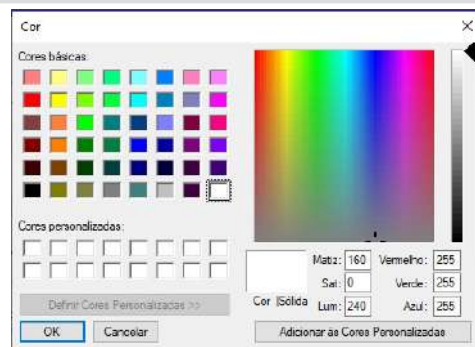 Cor
Cores básicas:
Cores personalizadas:
Definir Cores Personalizadas >>
OK
Cancelar
Cor |Sólida
Matiz: 160
Sat: 0
Lum: 240
Vermelho: 255
Verde: 255
Azul: 255
Adicionar às Cores Personalizadas